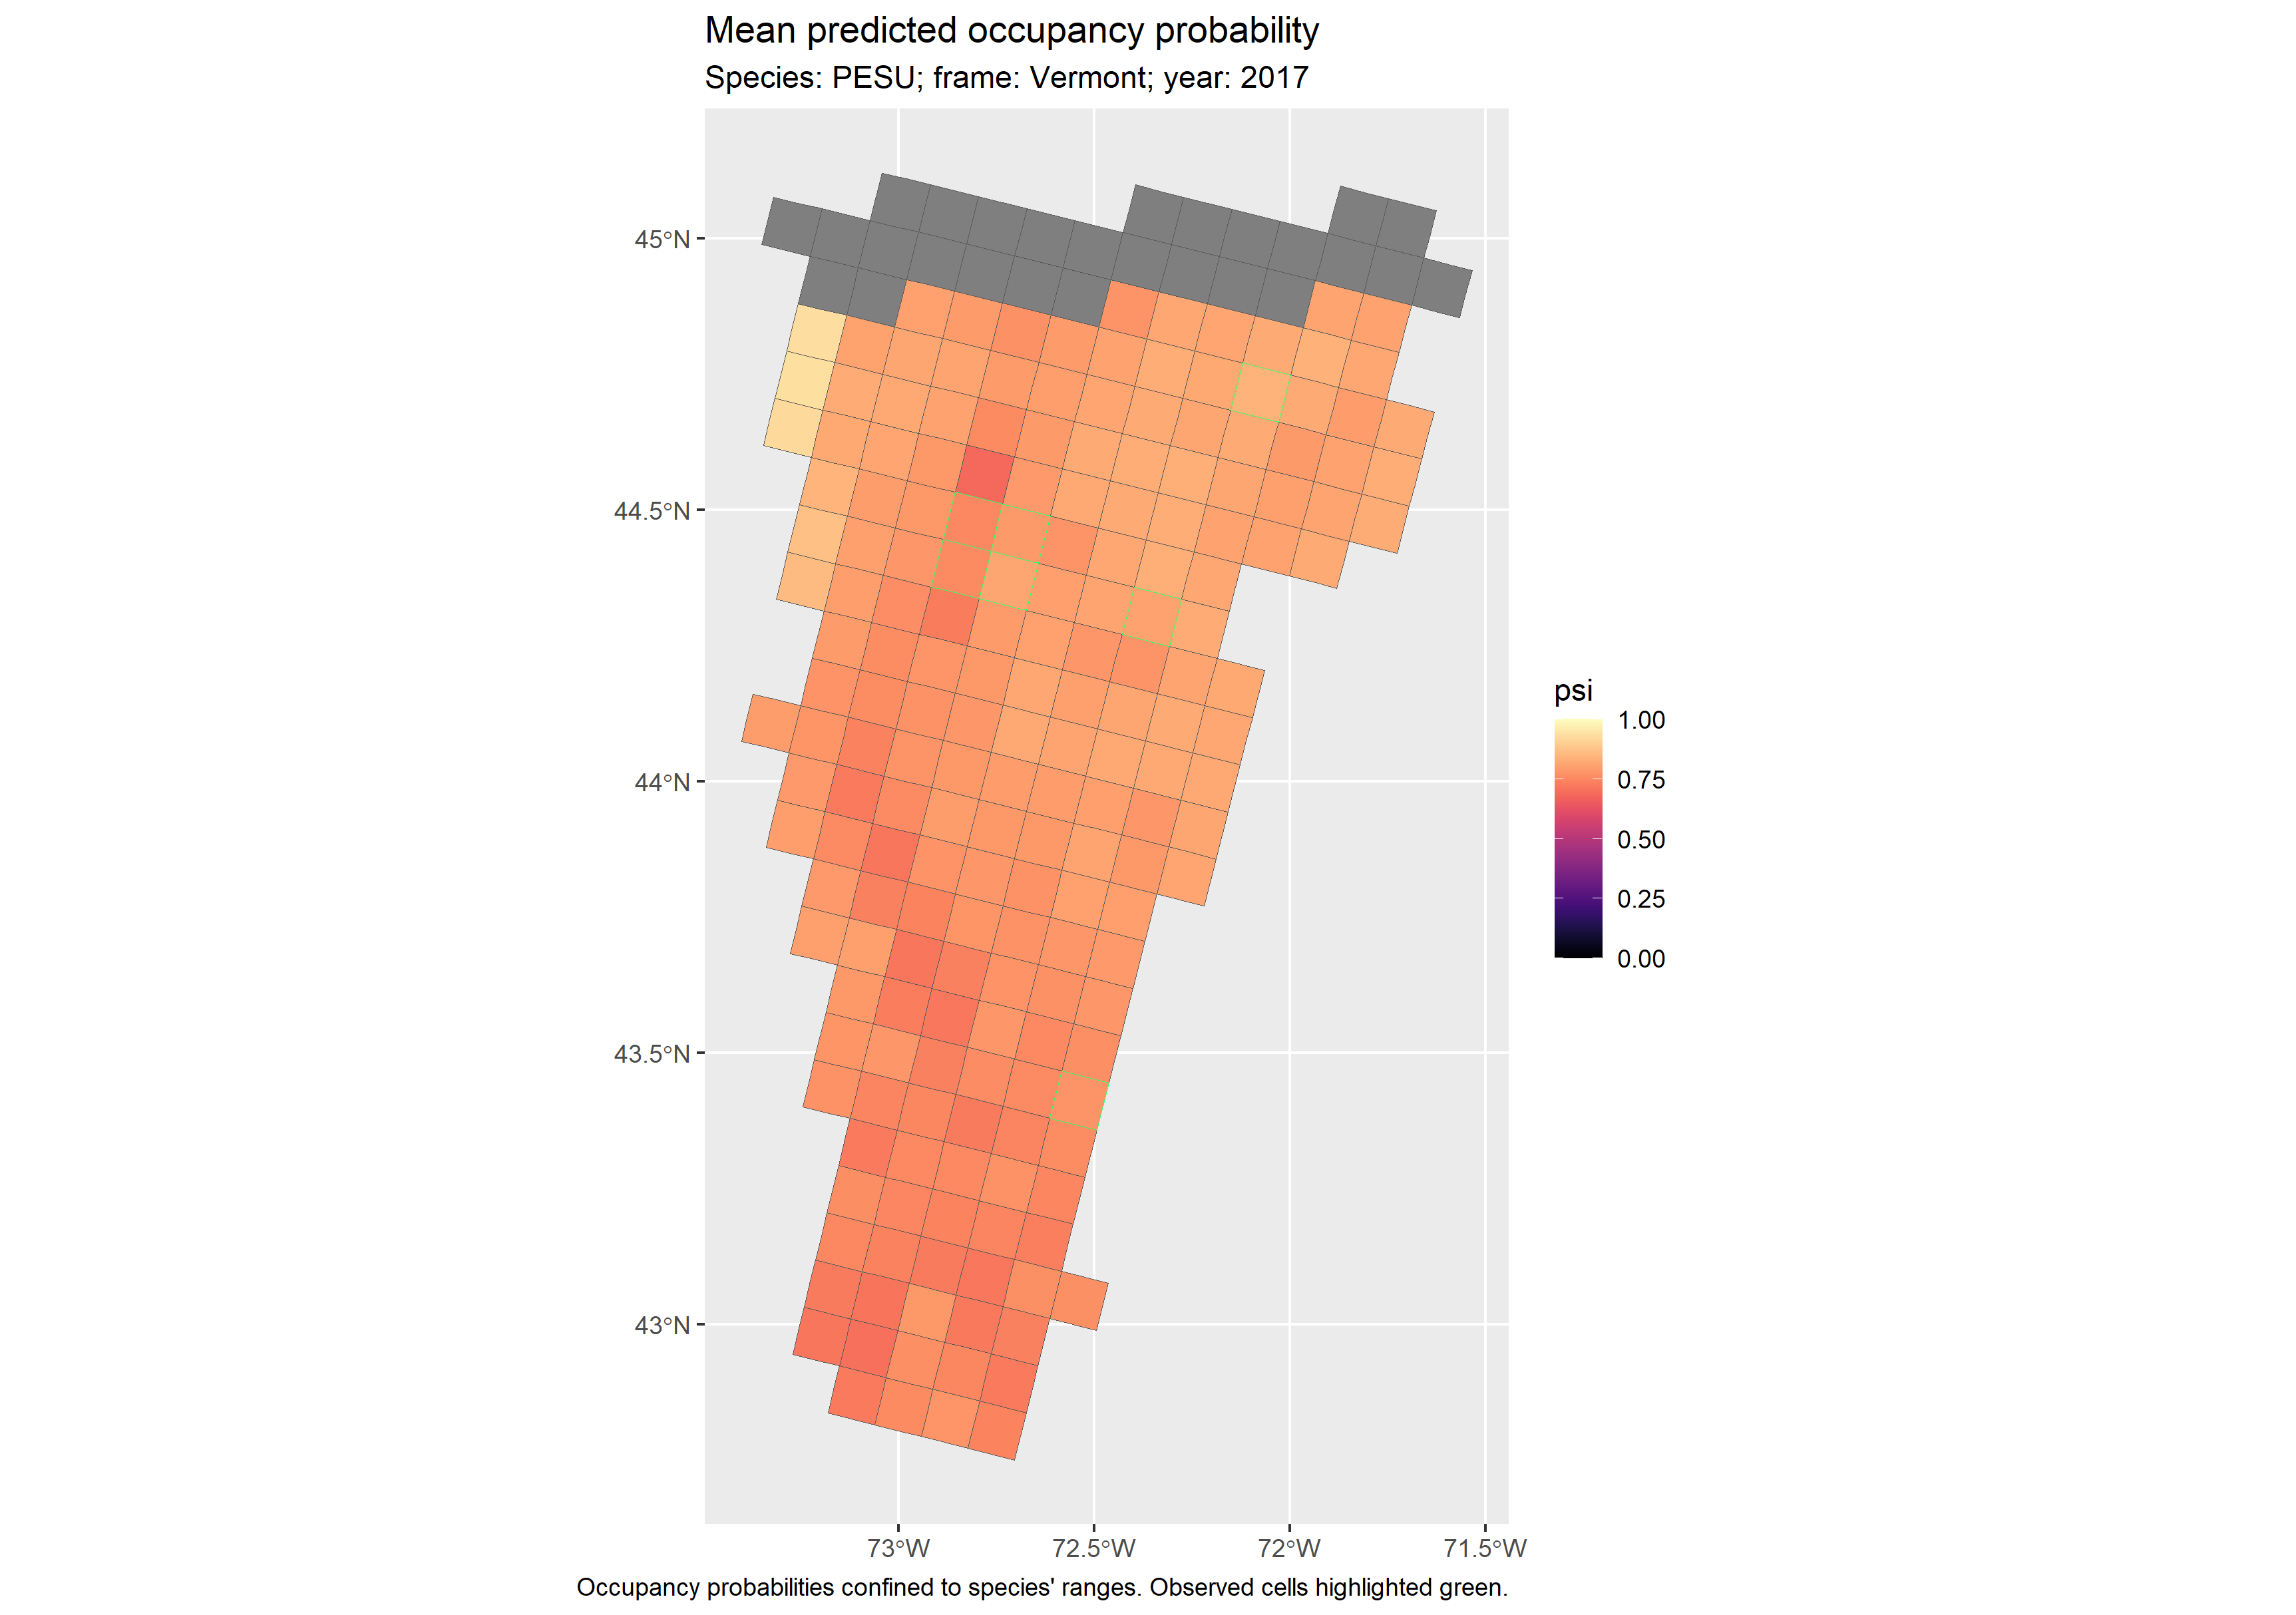 Mean predicted occupancy probability
Species: PESU; frame: Vermont; year: 2017
45°N
44.5°N
44°N
43.5°N
43°N
73°W
72.5°W
72°W
71.5°W
psi
1.00
0.75
0.50
0.25
0.00
Occupancy probabilities confined to species' ranges. Observed cells highlighted green.